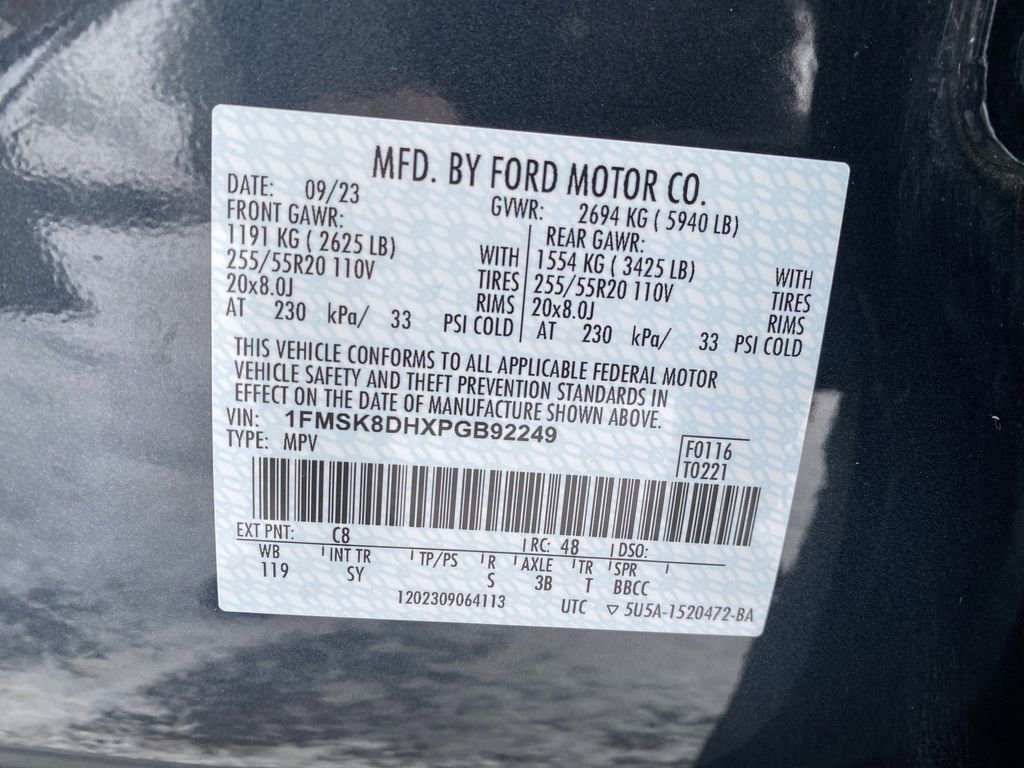 MFD. BY FORD MOTOR CO.
DATE: 09/23 GVWR: 2694 KG ( 5940 LB)
FRONT GAWR: REAR GAWR:
1191 KG ( 2625 LB) WITH 1554 KG ( 3425 LB) WITH
255/55R20 110V TIRES 255/55R20 110V TIRES
20x8.0J RIMS 20x8.0J RIMS
AT 230 kPa/ 33 PSI COLD AT 230 kPa/ 33 PSI COLD
THIS VEHICLE CONFORMS TO ALL APPLICABLE FEDERAL MOTOR
VEHICLE SAFETY AND THEFT PREVENTION STANDARDS IN
EFFECT ON THE DATE OF MANUFACTURE SHOWN ABOVE.
VIN: 1FMSK8DHXPGB92249
TYPE: MPV F0116
T0221
EXT PNT: C8 RC: 48 DSO:
WB INT TR TP/PS R AXLE TR SPR
119 SY S 3B T BBCC
1202309064113 UTC ▽ 5U5A-1520472-BA